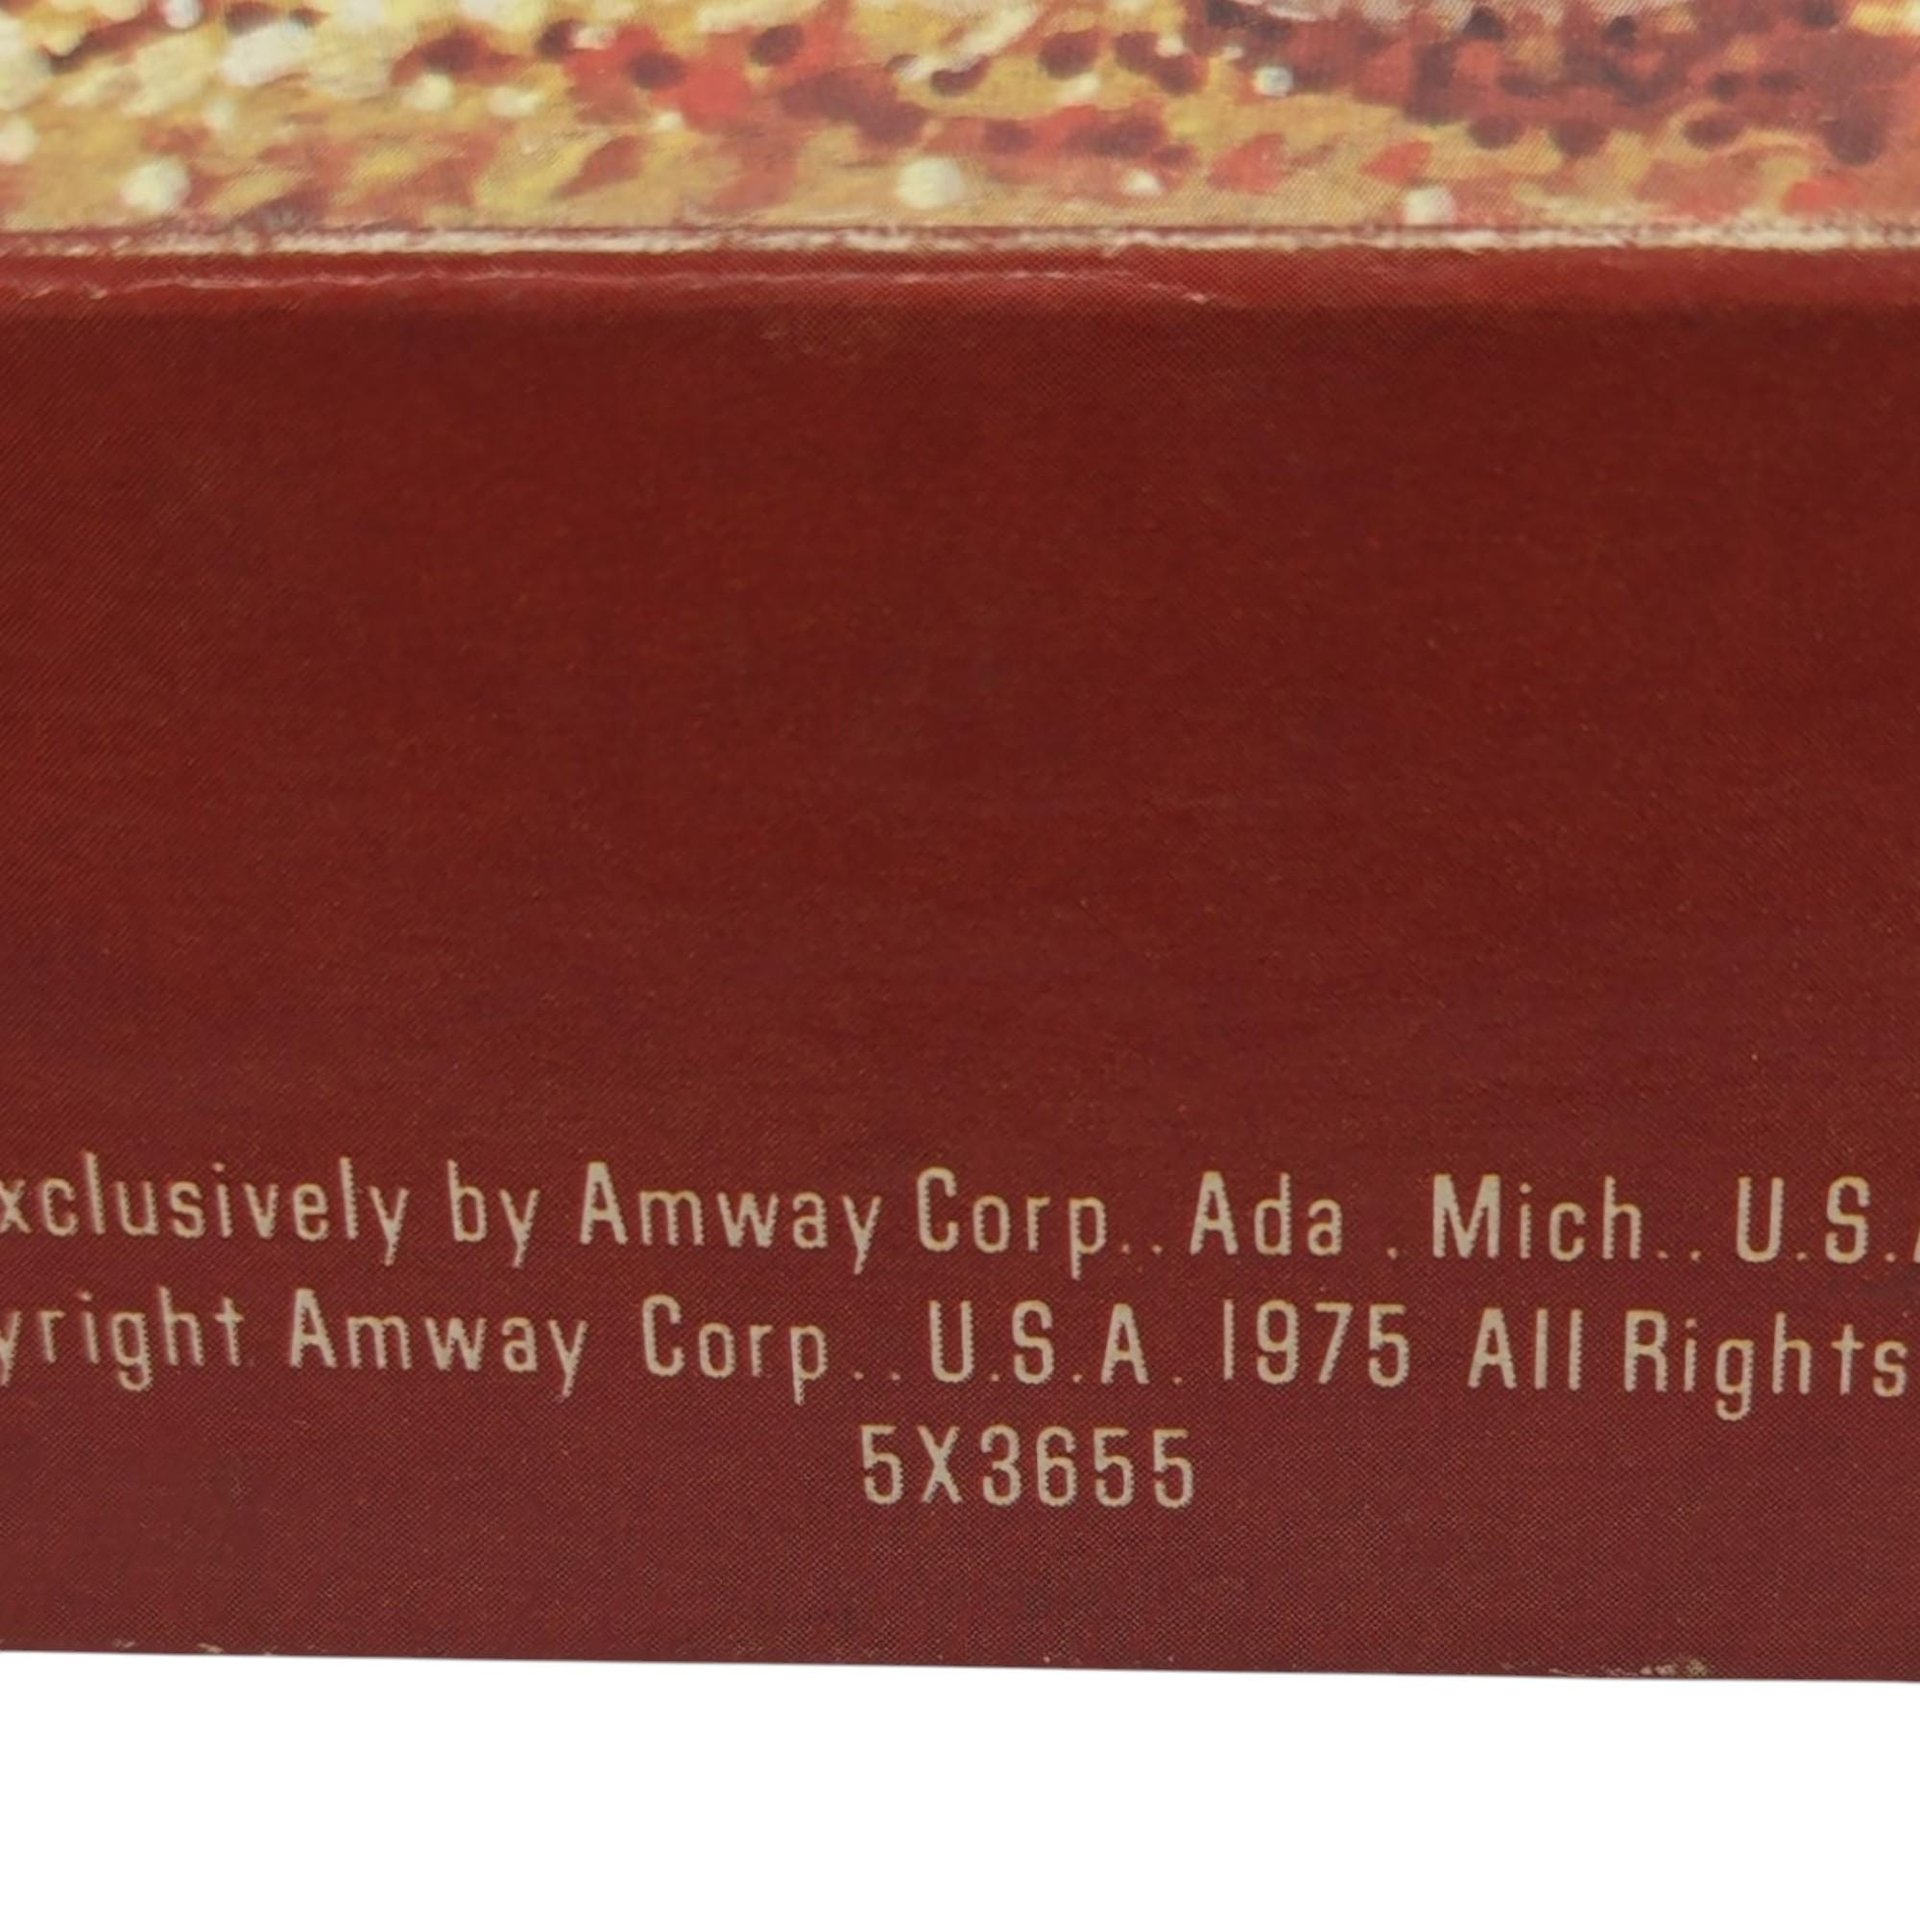 xclusively by Amway Corp.. Ada . Mich.. U.S.A
yright Amway Corp.. U.S.A. 1975 All Rights
5X3655